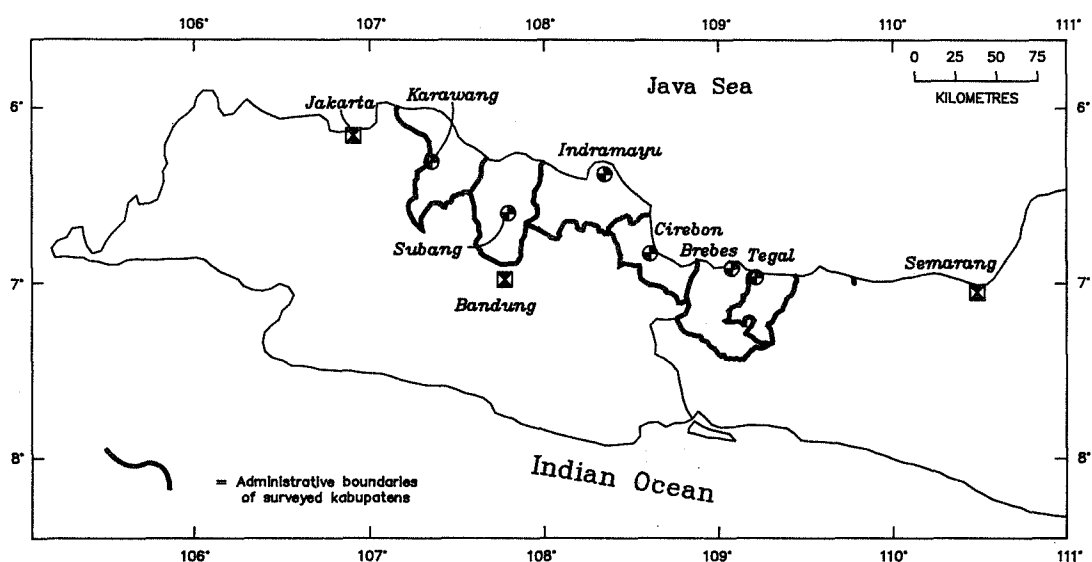 106° 107° 108° 109° 110° 111°
0 25 50 75
KILOMETRES
Java Sea
6° 6°
Jakarta
Karawang
Indramayu
Subang
Cirebon
Brebes
Tegal
Semarang
Bandung
7° 7°
8° 8°
Indian Ocean
= Administrative boundaries
of surveyed kabupatens
106° 107° 108° 109° 110° 111°